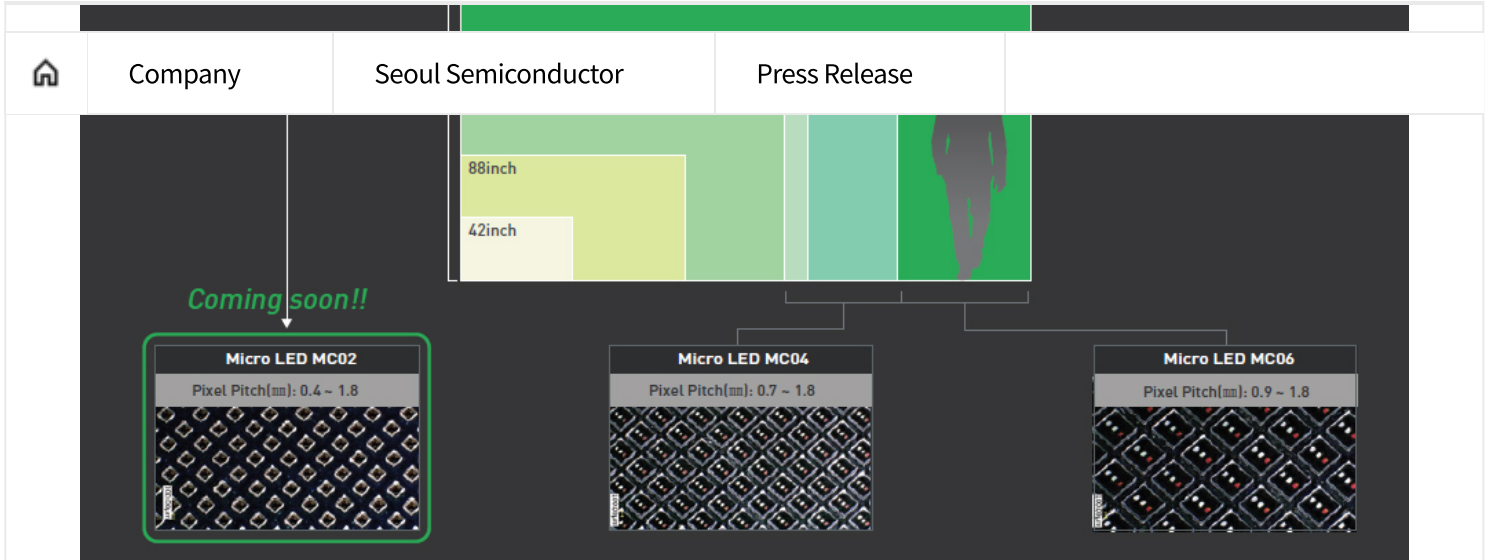 Company
Seoul Semiconductor
Press Release
88inch
42inch
Coming soon!!
Micro LED MC02
Pixel Pitch(㎜): 0.4 ~ 1.8
Micro LED MC04
Pixel Pitch(㎜): 0.7 ~ 1.8
Micro LED MC06
Pixel Pitch(㎜): 0.9 ~ 1.8